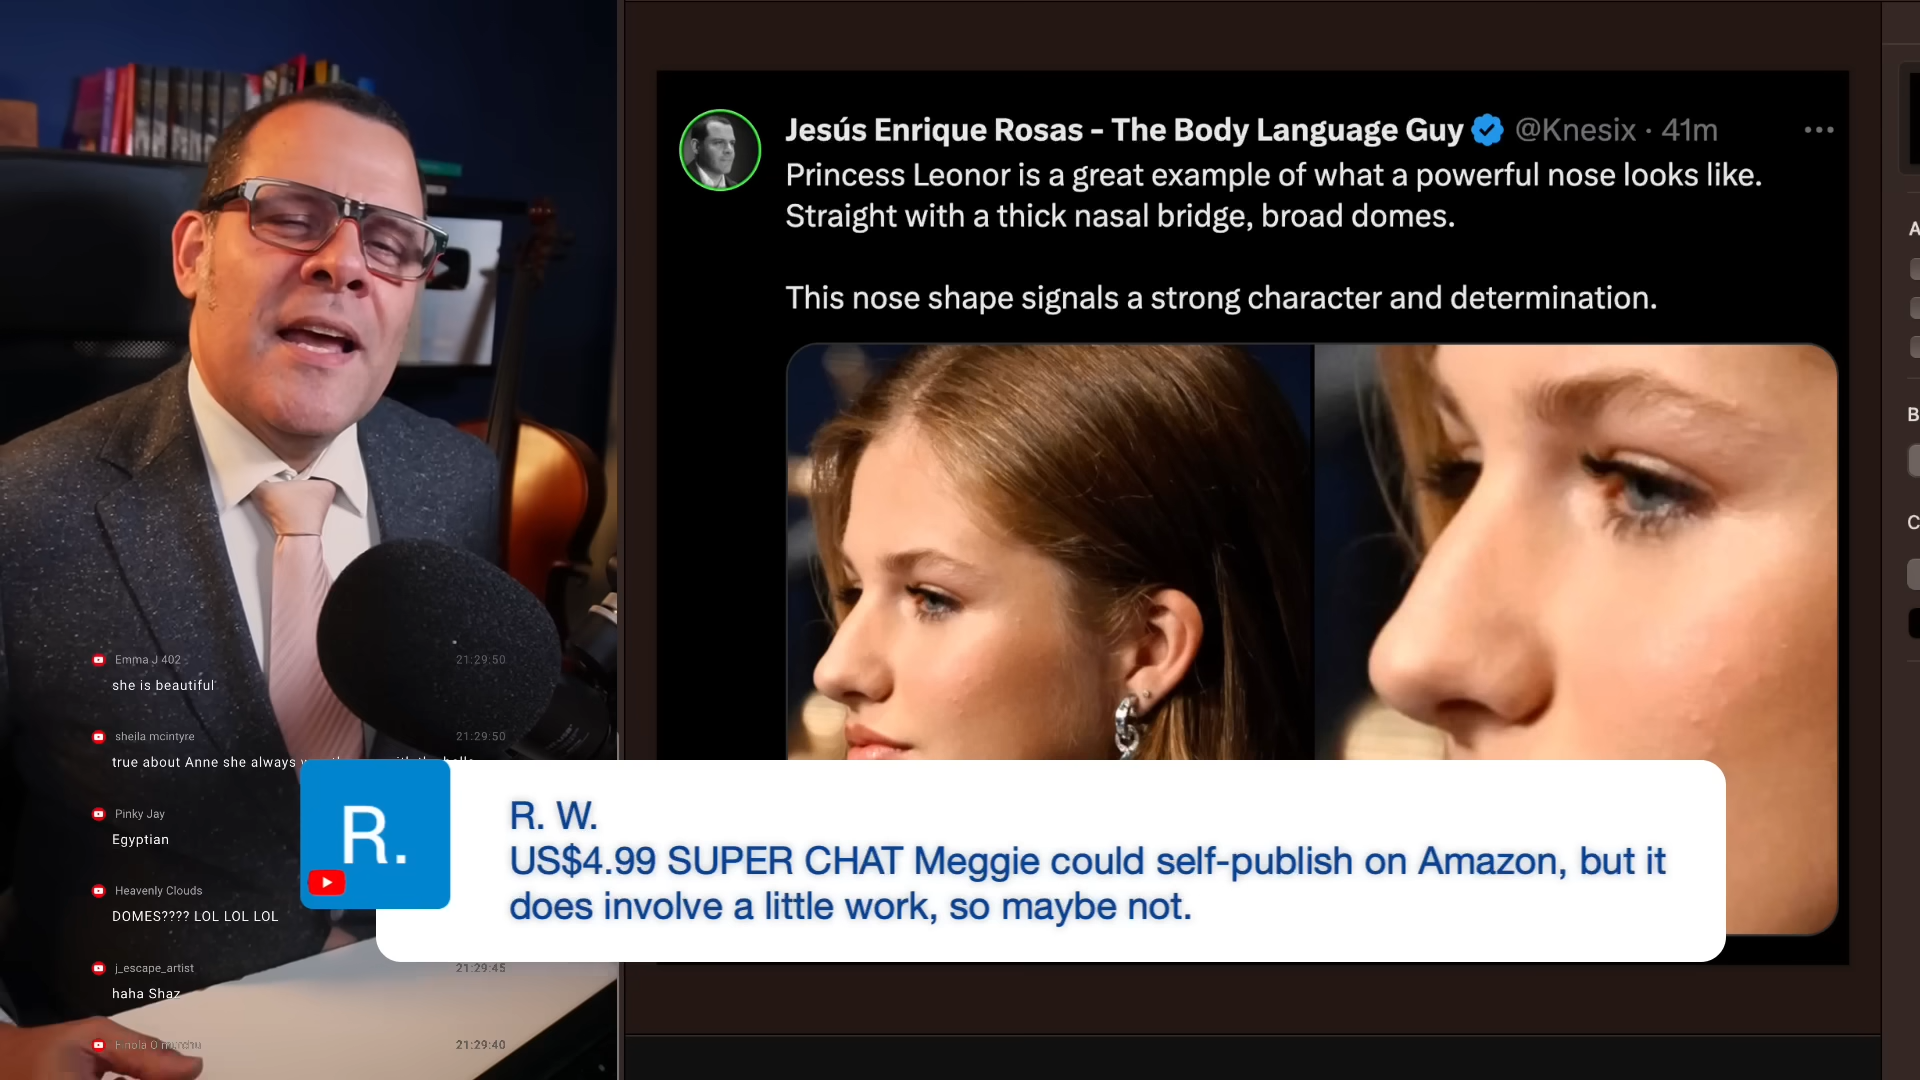 Jesús Enrique Rosas - The Body Language Guy @Knesix · 41m
Princess Leonor is a great example of what a powerful nose looks like.
Straight with a thick nasal bridge, broad domes.
This nose shape signals a strong character and determination.
Emma J 402 21:29:50
she is beautiful
sheila mcintyre 21:29:50
true about Anne she always
Pinky Jay
Egyptian
Heavenly Clouds
DOMES???? LOL LOL LOL
j_escape_artist 21:29:45
haha Shaz
21:29:40
R.
R. W.
US$4.99 SUPER CHAT Meggie could self-publish on Amazon, but it
does involve a little work, so maybe not.
A
B
C